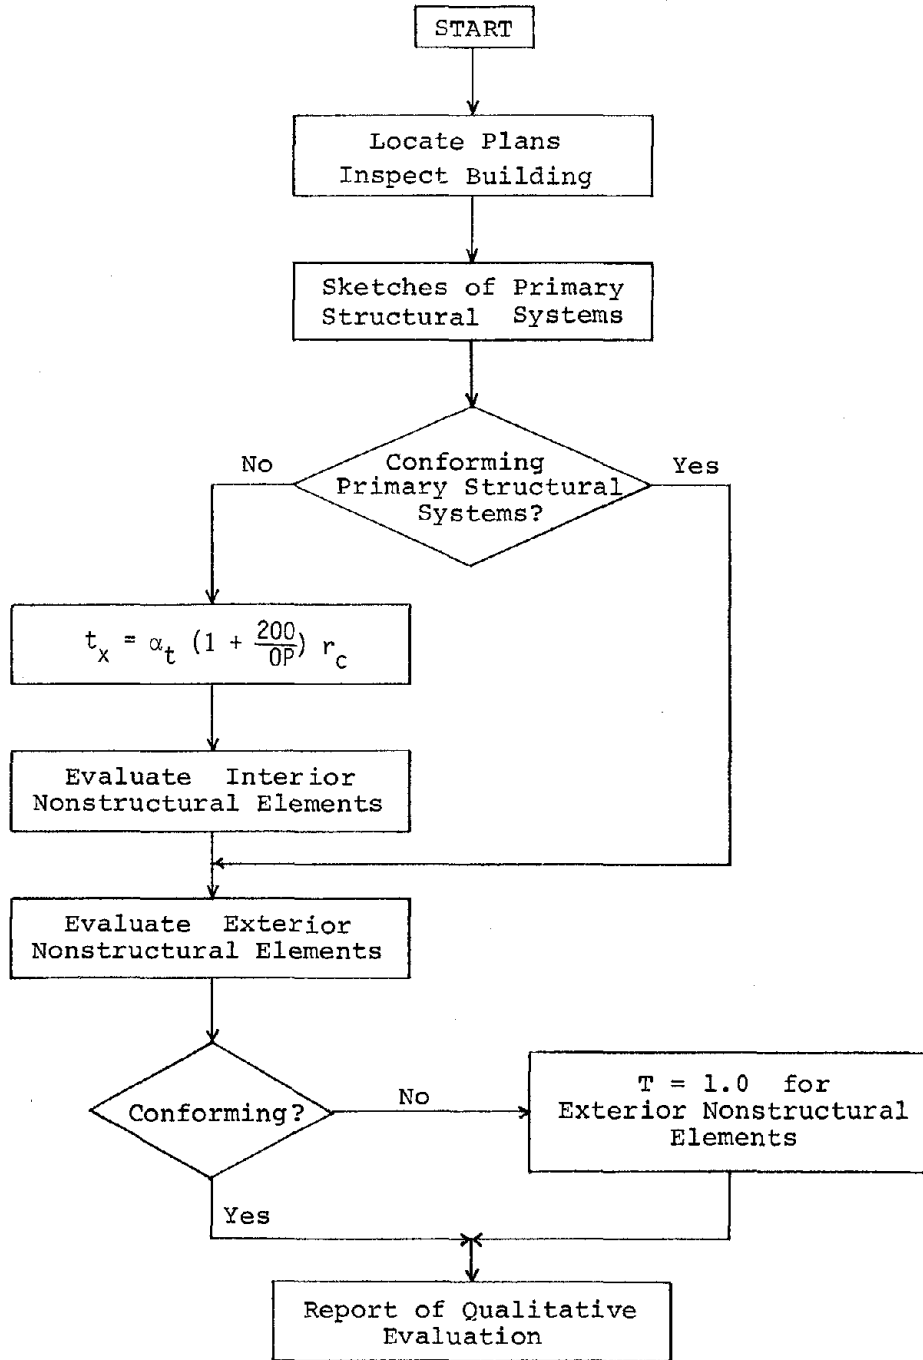 START
Locate Plans
Inspect Building
Sketches of Primary
Structural Systems
Conforming
Primary Structural
Systems?
No
Yes
t_x = α_t (1 + 200/OP) r_c
Evaluate Interior
Nonstructural Elements
Evaluate Exterior
Nonstructural Elements
Conforming?
No
T = 1.0 for
Exterior Nonstructural
Elements
Yes
Report of Qualitative
Evaluation